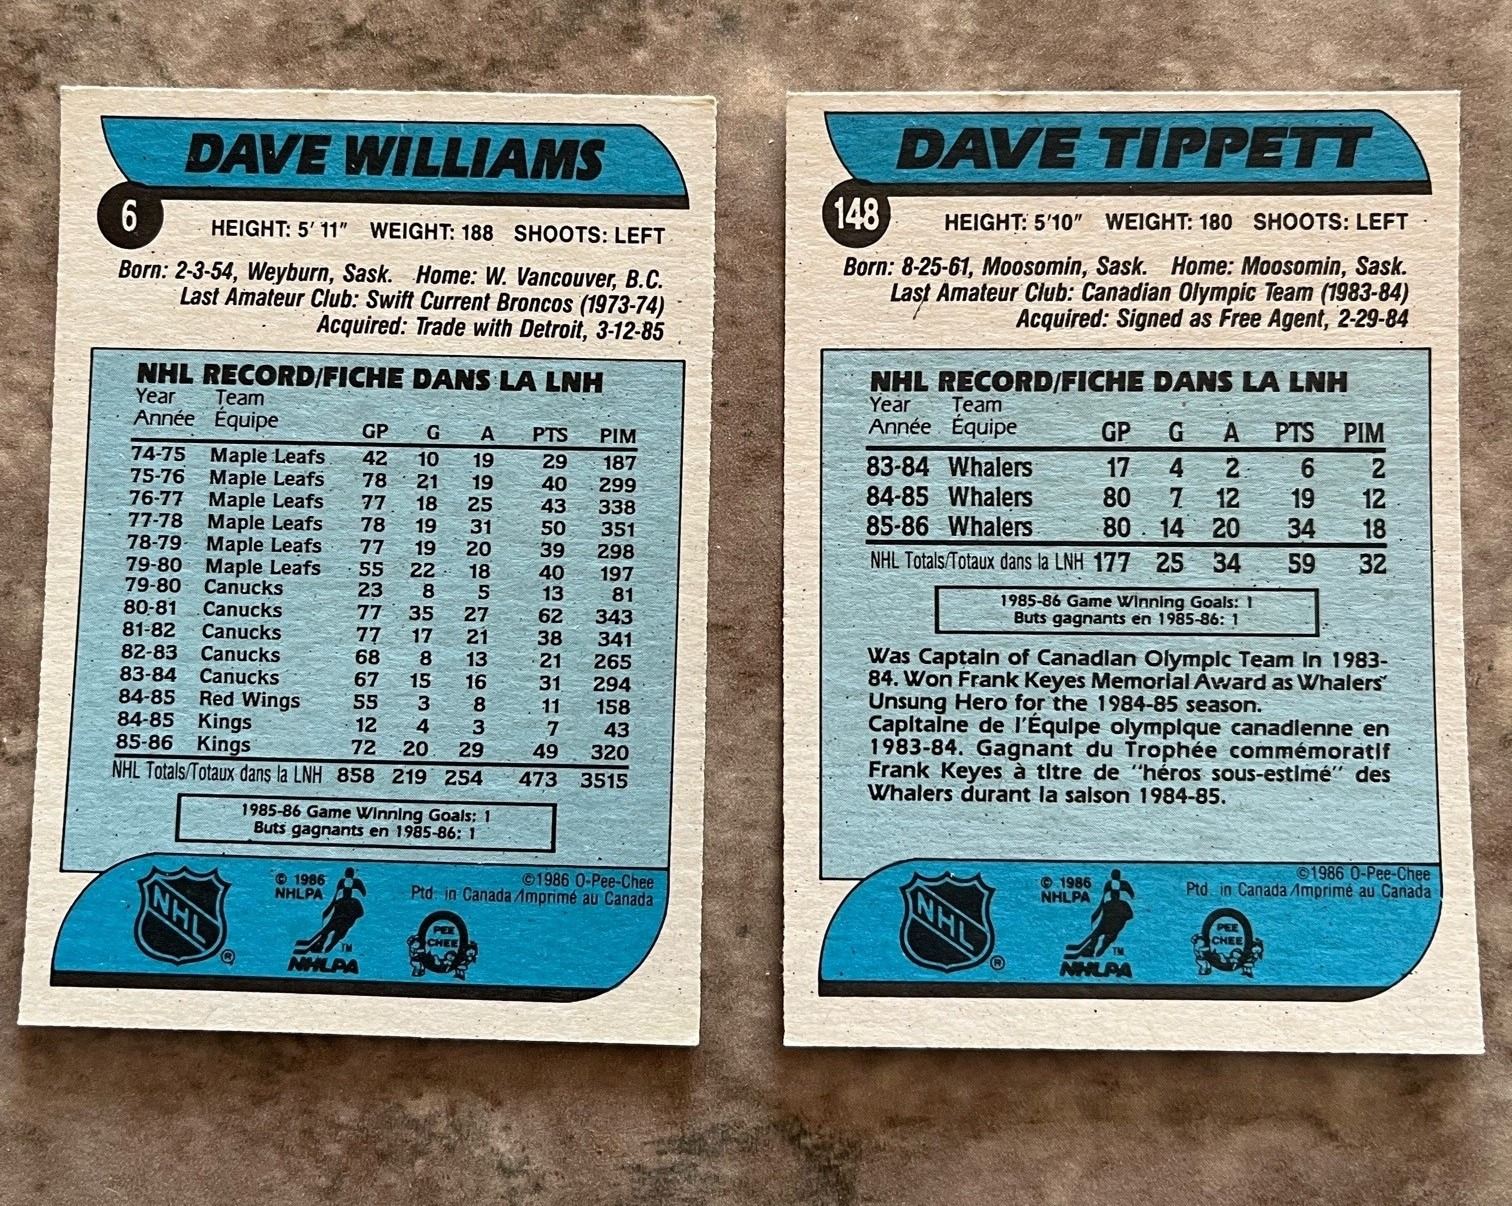 DAVE WILLIAMS
6
HEIGHT: 5' 11" WEIGHT: 188 SHOOTS: LEFT
Born: 2-3-54, Weyburn, Sask. Home: W. Vancouver, B.C.
Last Amateur Club: Swift Current Broncos (1973-74)
Acquired: Trade with Detroit, 3-12-85
NHL RECORD/FICHE DANS LA LNH
Year Team
Année Équipe GP G A PTS PIM
74-75 Maple Leafs 42 10 19 29 187
75-76 Maple Leafs 78 21 19 40 299
76-77 Maple Leafs 77 18 25 43 338
77-78 Maple Leafs 78 19 31 50 351
78-79 Maple Leafs 77 19 20 39 298
79-80 Maple Leafs 55 22 18 40 197
79-80 Canucks 23 8 5 13 81
80-81 Canucks 77 35 27 62 343
81-82 Canucks 77 17 21 38 341
82-83 Canucks 68 8 13 21 265
83-84 Canucks 67 15 16 31 294
84-85 Red Wings 55 3 8 11 158
84-85 Kings 12 4 3 7 43
85-86 Kings 72 20 29 49 320
NHL Totals/Totaux dans la LNH 858 219 254 473 3515
1985-86 Game Winning Goals: 1
Buts gagnants en 1985-86: 1
NHL ®
© 1986
NHLPA
TM
NHLPA
©1986 O-Pee-Chee
Ptd. in Canada/Imprimé au Canada
PEE
CHEE
DAVE TIPPETT
148
HEIGHT: 5'10" WEIGHT: 180 SHOOTS: LEFT
Born: 8-25-61, Moosomin, Sask. Home: Moosomin, Sask.
Last Amateur Club: Canadian Olympic Team (1983-84)
Acquired: Signed as Free Agent, 2-29-84
NHL RECORD/FICHE DANS LA LNH
Year Team
Année Équipe GP G A PTS PIM
83-84 Whalers 17 4 2 6 2
84-85 Whalers 80 7 12 19 12
85-86 Whalers 80 14 20 34 18
NHL Totals/Totaux dans la LNH 177 25 34 59 32
1985-86 Game Winning Goals: 1
Buts gagnants en 1985-86: 1
Was Captain of Canadian Olympic Team in 1983-
84. Won Frank Keyes Memorial Award as Whalers'
Unsung Hero for the 1984-85 season.
Capitaine de l'Équipe olympique canadienne en
1983-84. Gagnant du Trophée commémoratif
Frank Keyes à titre de "héros sous-estimé" des
Whalers durant la saison 1984-85.
NHL ®
© 1986
NHLPA
TM
NHLPA
©1986 O-Pee-Chee
Ptd. in Canada/Imprimé au Canada
PEE
CHEE